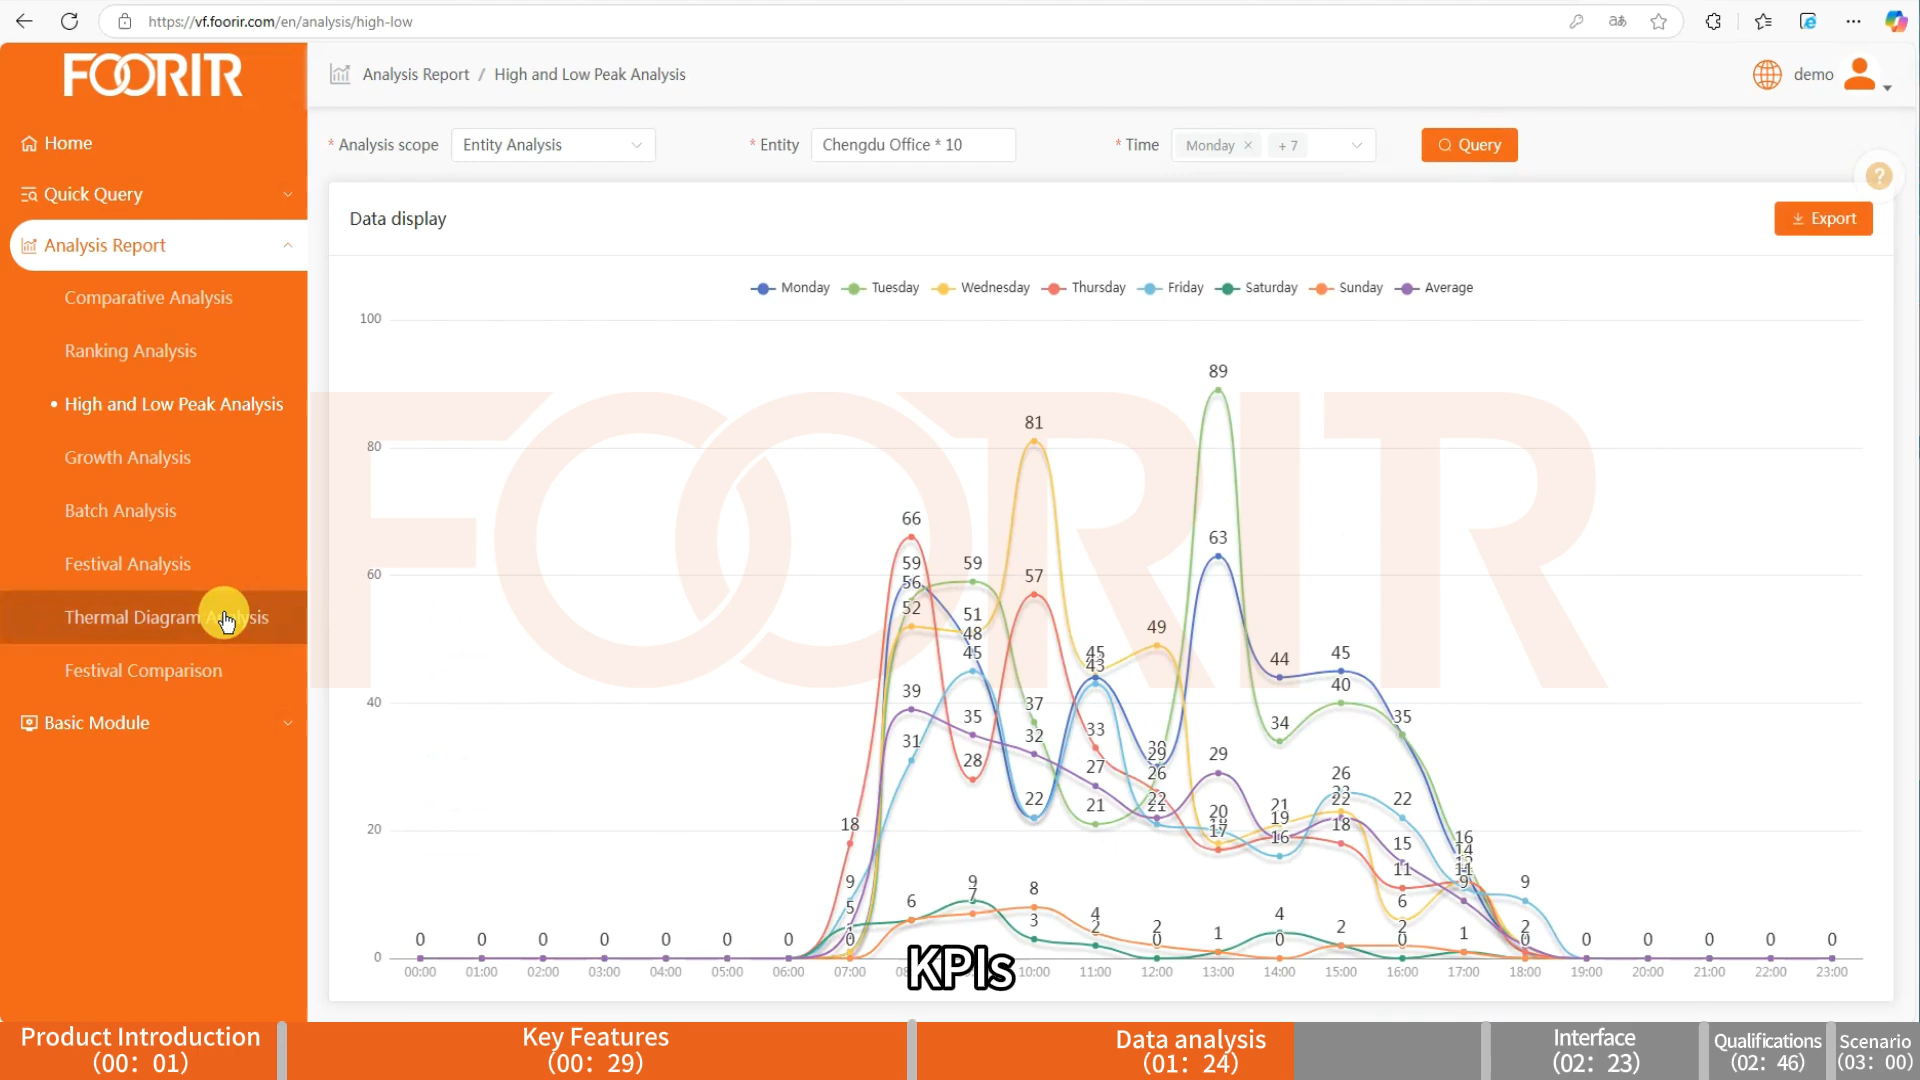 https://vf.foorir.com/en/analysis/high-low
FOORIR
Analysis Report / High and Low Peak Analysis
demo
Home
Quick Query
Analysis Report
Comparative Analysis
Ranking Analysis
High and Low Peak Analysis
Growth Analysis
Batch Analysis
Festival Analysis
Thermal Diagram Analysis
Festival Comparison
Basic Module
* Analysis scope Entity Analysis
* Entity Chengdu Office * 10
* Time Monday × + 7
Query
?
Data display
Export
Monday Tuesday Wednesday Thursday Friday Saturday Sunday Average
100
89
81
80
66
63
59 59
60
57
56
52
51
49
48
45
45
43
44
45
40
40
39
37
35
35
34
33
32
31
29
29
28
27
26
26
22
22
22
21
21
22
20
20
19
18
18
17
16
16
15
14
11
11
9
9
9
9
8
7
6
6
5
4
4
3
2
2
2
2
2
1
1
0 0 0 0 0 0 0 0 0 0 0 0 0 0 0 0 0
0
00:00 01:00 02:00 03:00 04:00 05:00 06:00 07:00 10:00 11:00 12:00 13:00 14:00 15:00 16:00 17:00 18:00 19:00 20:00 21:00 22:00 23:00
FOORIR
KPIs
Product Introduction
(00: 01)
Key Features
(00: 29)
Data analysis
(01: 24)
Interface
(02: 23)
Qualifications
(02: 46)
Scenario
(03: 00)